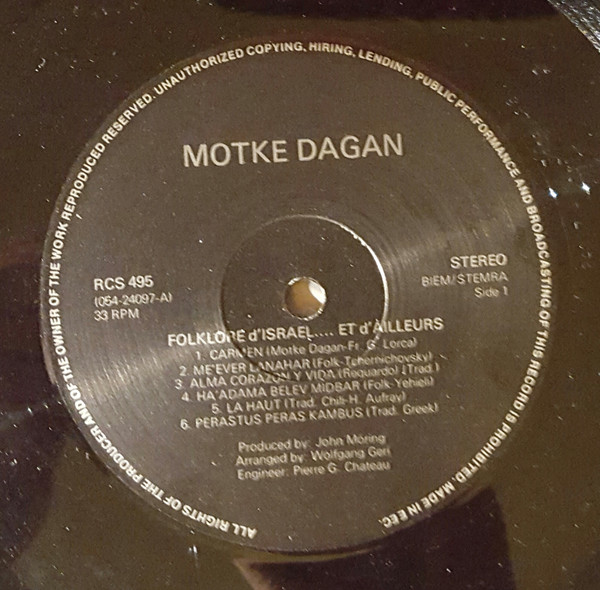 ALL RIGHTS OF THE PRODUCER AND OF THE OWNER OF THE WORK REPRODUCED RESERVED. UNAUTHORIZED COPYING, HIRING, LENDING, PUBLIC PERFORMANCE AND BROADCASTING OF THIS RECORD IS PROHIBITED. MADE IN EEC.
MOTKE DAGAN
RCS 495
(054-24097-A)
33 RPM
STEREO
BIEM/STEMRA
Side 1
FOLKLORE d'ISRAEL.... ET d'AILLEURS
1. CARMEN (Motke Dagan-Fr. G. Lorca)
2. ME'EVER LANAHAR (Folk-Tchernichovsky)
3. ALMA CORAZON Y VIDA (Requardo) (Trad.)
4. HA'ADAMA BELEV MIDBAR (Folk-Yehieli)
5. LA HAUT (Trad. Chili-H. Aufray)
6. PERASTUS PERAS KAMBUS (Trad. Greek)
Produced by: John Möring
Arranged by: Wolfgang Geri
Engineer: Pierre G. Chateau